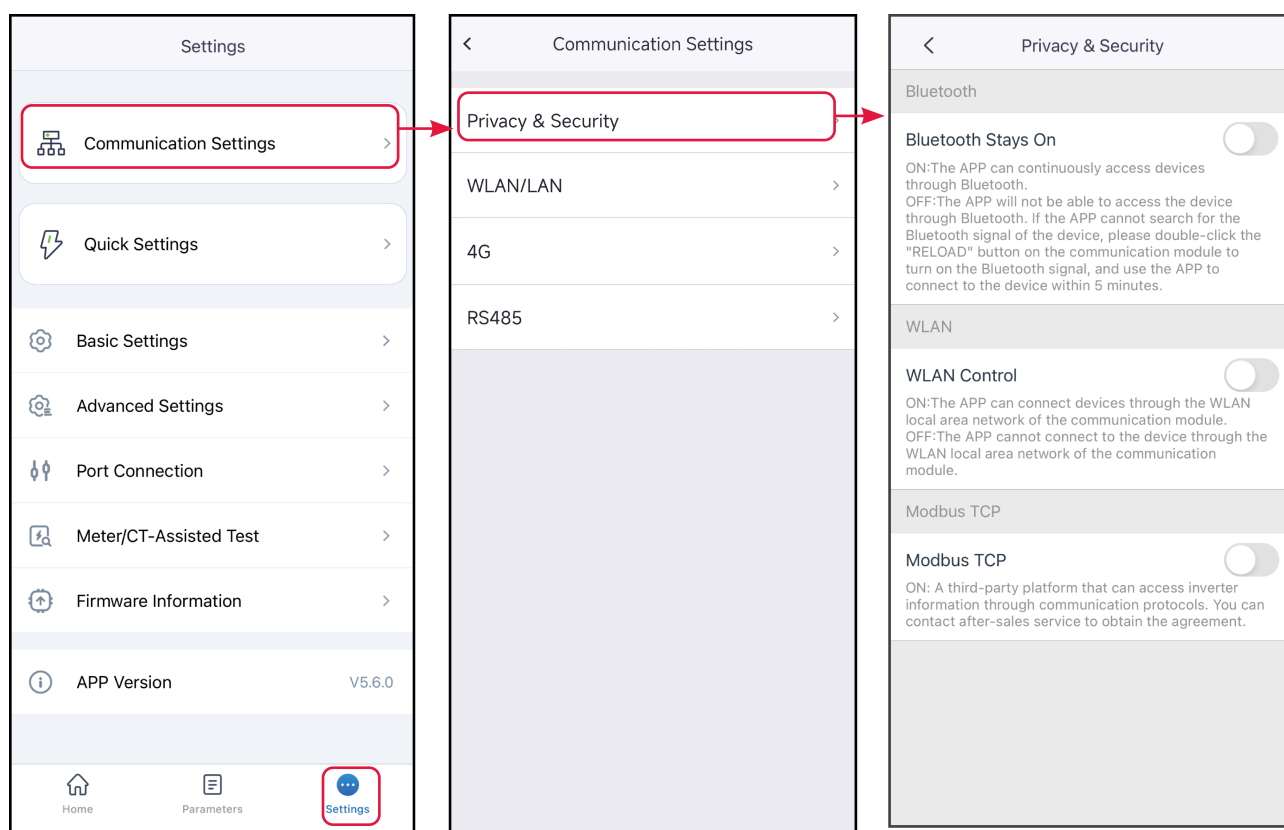 Settings
Communication Settings
Quick Settings
Basic Settings
Advanced Settings
Port Connection
Meter/CT-Assisted Test
Firmware Information
APP Version V5.6.0
Home Parameters Settings
Communication Settings
Privacy & Security
WLAN/LAN
4G
RS485
Privacy & Security
Bluetooth
Bluetooth Stays On
ON:The APP can continuously access devices
through Bluetooth.
OFF:The APP will not be able to access the device
through Bluetooth. If the APP cannot search for the
Bluetooth signal of the device, please double-click the
"RELOAD" button on the communication module to
turn on the Bluetooth signal, and use the APP to
connect to the device within 5 minutes.
WLAN
WLAN Control
ON:The APP can connect devices through the WLAN
local area network of the communication module.
OFF:The APP cannot connect to the device through the
WLAN local area network of the communication
module.
Modbus TCP
Modbus TCP
ON: A third-party platform that can access inverter
information through communication protocols. You can
contact after-sales service to obtain the agreement.